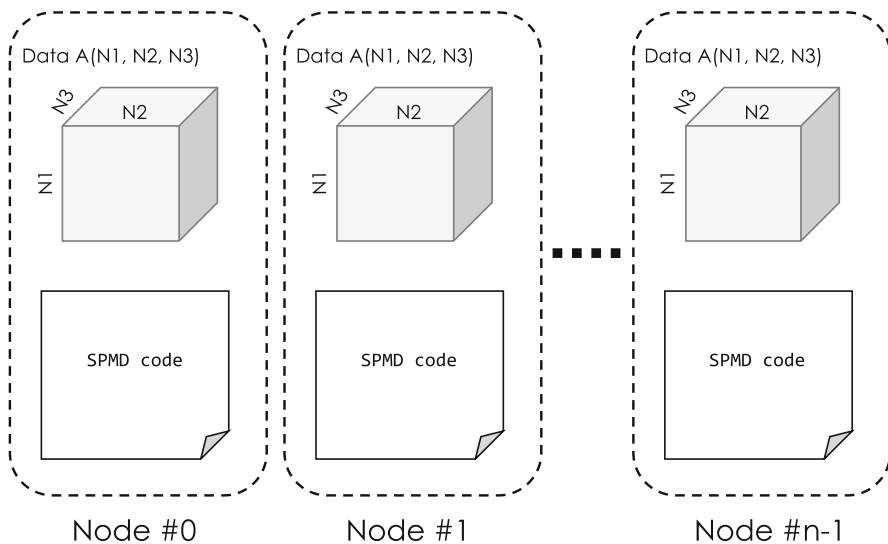 Data A(N1, N2, N3)
N3
N2
N1
SPMD code
Node #0
Data A(N1, N2, N3)
N3
N2
N1
SPMD code
Node #1
Data A(N1, N2, N3)
N3
N2
N1
SPMD code
Node #n-1